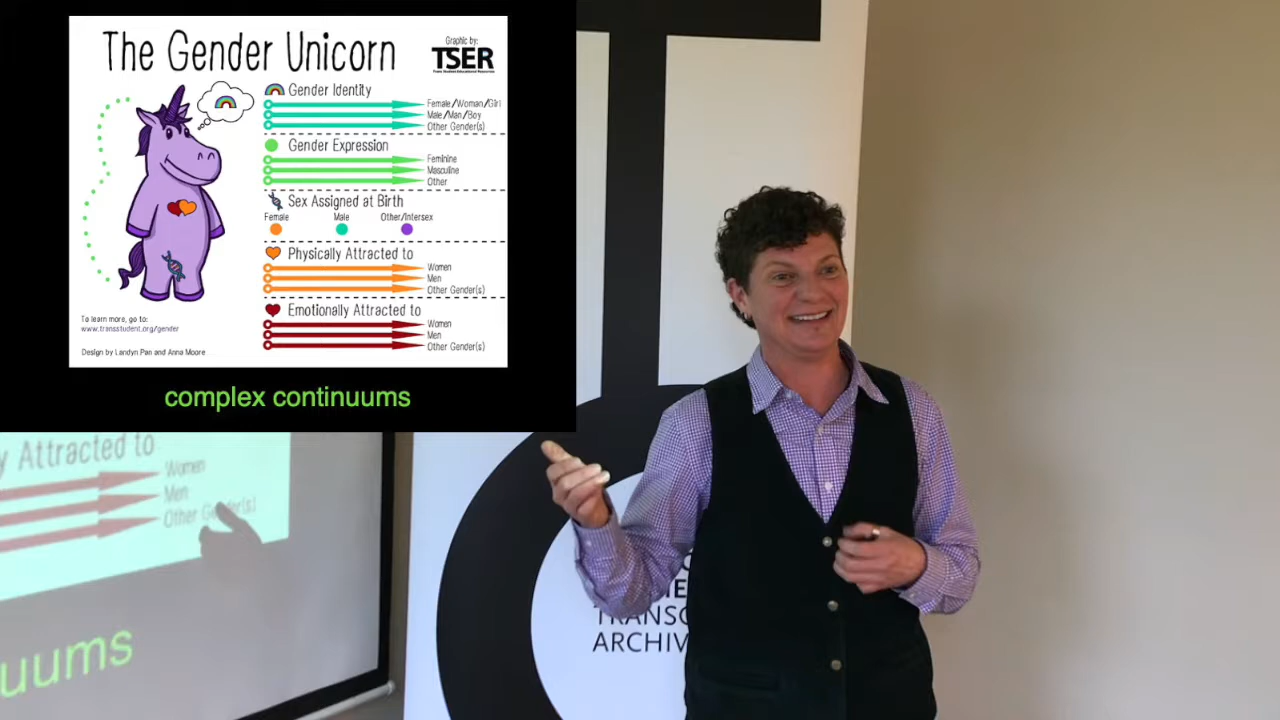 The Gender Unicorn
Graphic by:
TSER
Trans Student Educational Resources
Gender Identity
Female/Woman/Girl
Male/Man/Boy
Other Gender(s)
Gender Expression
Feminine
Masculine
Other
Sex Assigned at Birth
Female
Male
Other/Intersex
Physically Attracted to
Women
Men
Other Gender(s)
Emotionally Attracted to
Women
Men
Other Gender(s)
To learn more, go to:
www.transstudent.org/gender
Design by Landyn Pan and Anna Moore
complex continuums
y Attracted to
Women
Men
Other Gender(s)
uums
ARCHIV